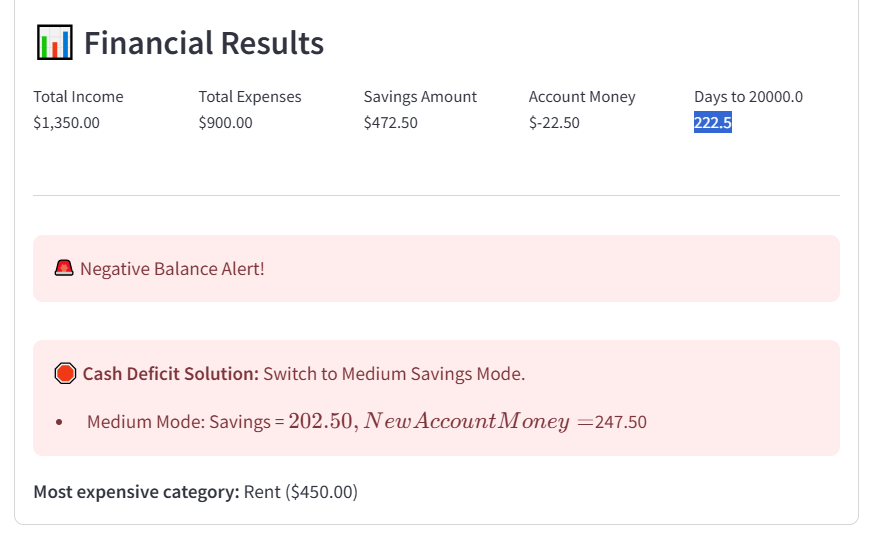 Financial Results
Total Income
$1,350.00
Total Expenses
$900.00
Savings Amount
$472.50
Account Money
$-22.50
Days to 20000.0
222.5
Negative Balance Alert!
Cash Deficit Solution: Switch to Medium Savings Mode.
• Medium Mode: Savings = 202.50, NewAccountMoney =247.50
Most expensive category: Rent ($450.00)